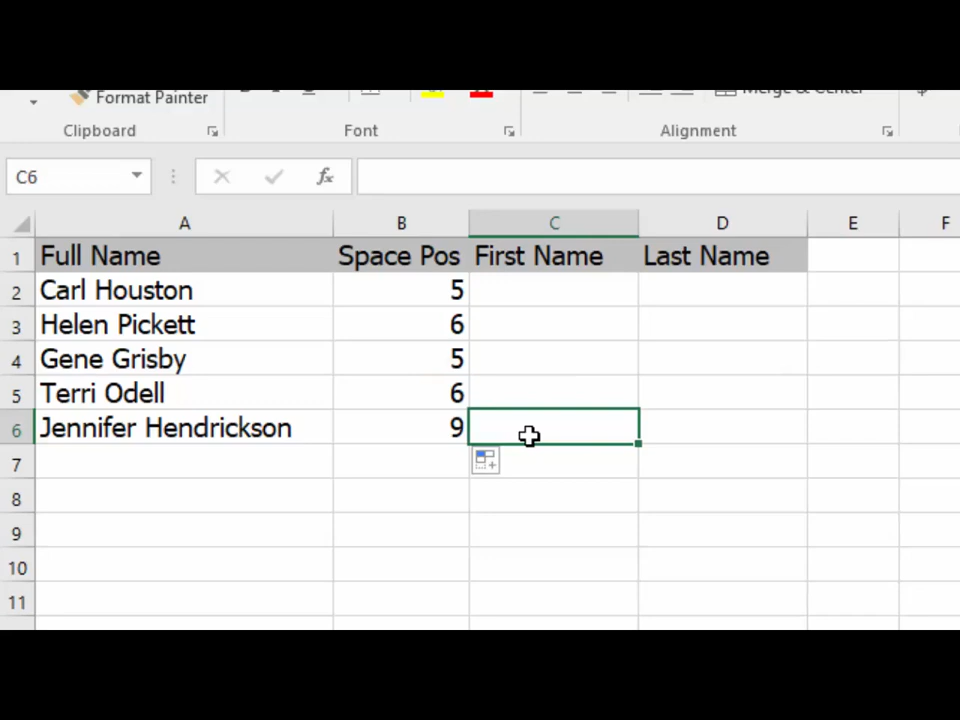 Format Painter
Merge & Center
Clipboard
Font
Alignment
C6
fx
A B C D E F
1 Full Name Space Pos First Name Last Name
2 Carl Houston 5
3 Helen Pickett 6
4 Gene Grisby 5
5 Terri Odell 6
6 Jennifer Hendrickson 9
7
8
9
10
11